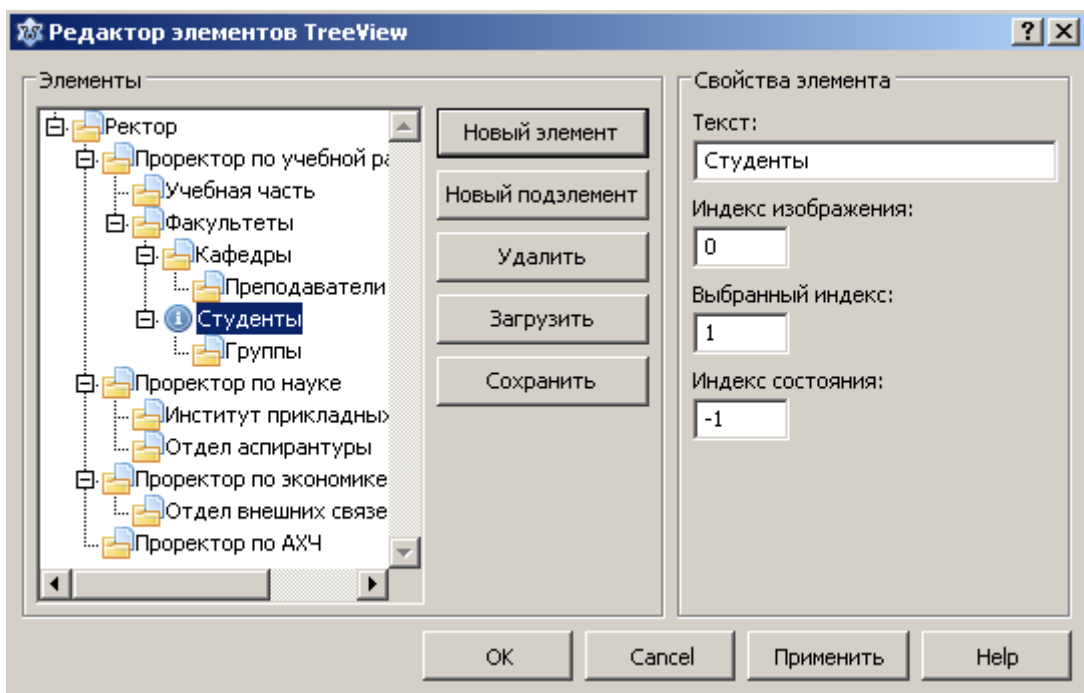 Редактор элементов TreeView
Элементы
Ректор
Проректор по учебной ра
Учебная часть
Факультеты
Кафедры
Преподаватели
Студенты
Группы
Проректор по науке
Институт прикладных
Отдел аспирантуры
Проректор по экономике
Отдел внешних связе
Проректор по АХЧ
Новый элемент
Новый подэлемент
Удалить
Загрузить
Сохранить
Свойства элемента
Текст:
Студенты
Индекс изображения:
0
Выбранный индекс:
1
Индекс состояния:
-1
OK
Cancel
Применить
Help